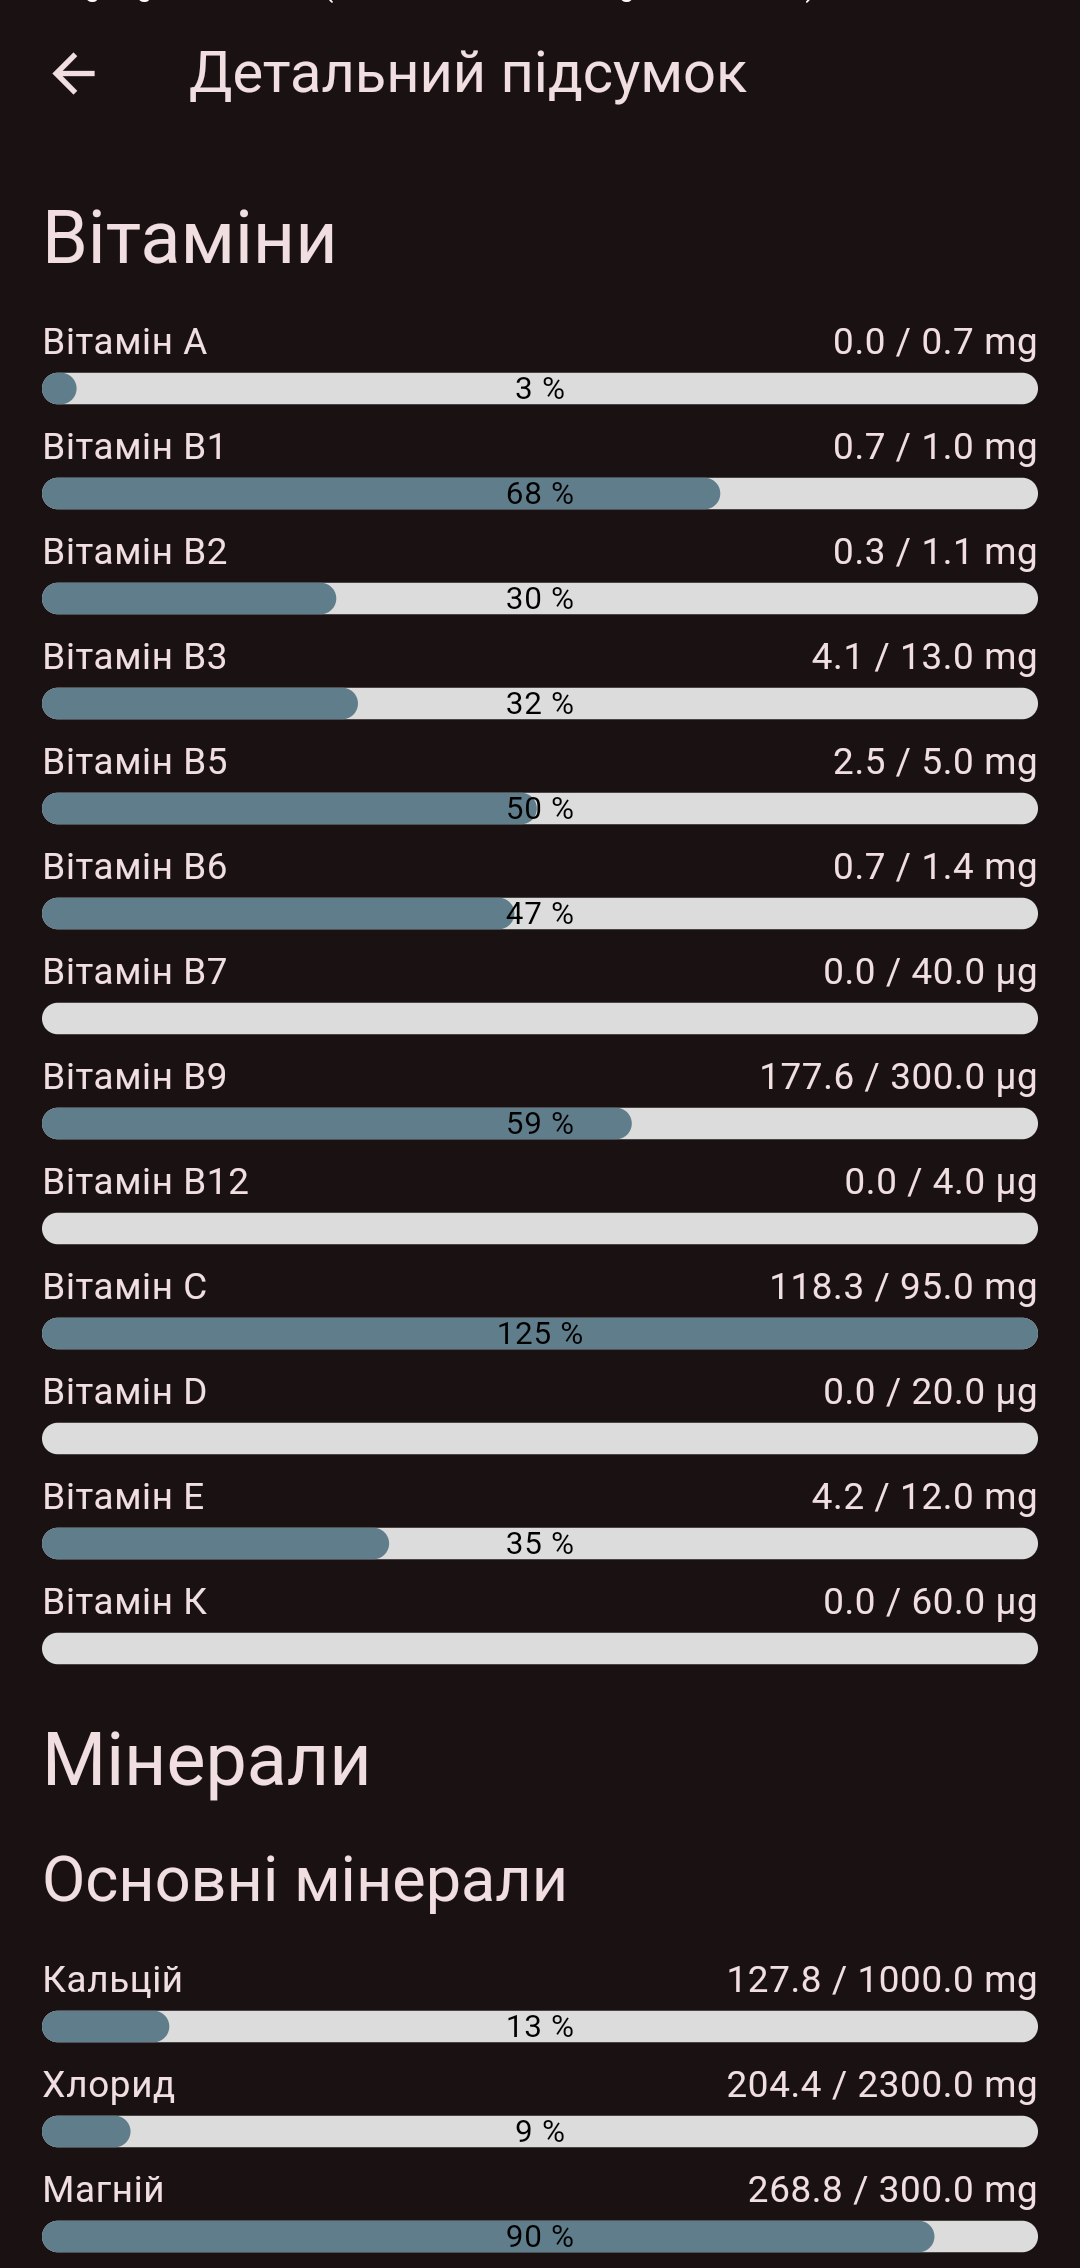 Детальний підсумок
Вітаміни
Вітамін A 0.0 / 0.7 mg
3 %
Вітамін B1 0.7 / 1.0 mg
68 %
Вітамін B2 0.3 / 1.1 mg
30 %
Вітамін B3 4.1 / 13.0 mg
32 %
Вітамін B5 2.5 / 5.0 mg
50 %
Вітамін B6 0.7 / 1.4 mg
47 %
Вітамін B7 0.0 / 40.0 µg
Вітамін B9 177.6 / 300.0 µg
59 %
Вітамін B12 0.0 / 4.0 µg
Вітамін C 118.3 / 95.0 mg
125 %
Вітамін D 0.0 / 20.0 µg
Вітамін E 4.2 / 12.0 mg
35 %
Вітамін К 0.0 / 60.0 µg
Мінерали
Основні мінерали
Кальцій 127.8 / 1000.0 mg
13 %
Хлорид 204.4 / 2300.0 mg
9 %
Магній 268.8 / 300.0 mg
90 %